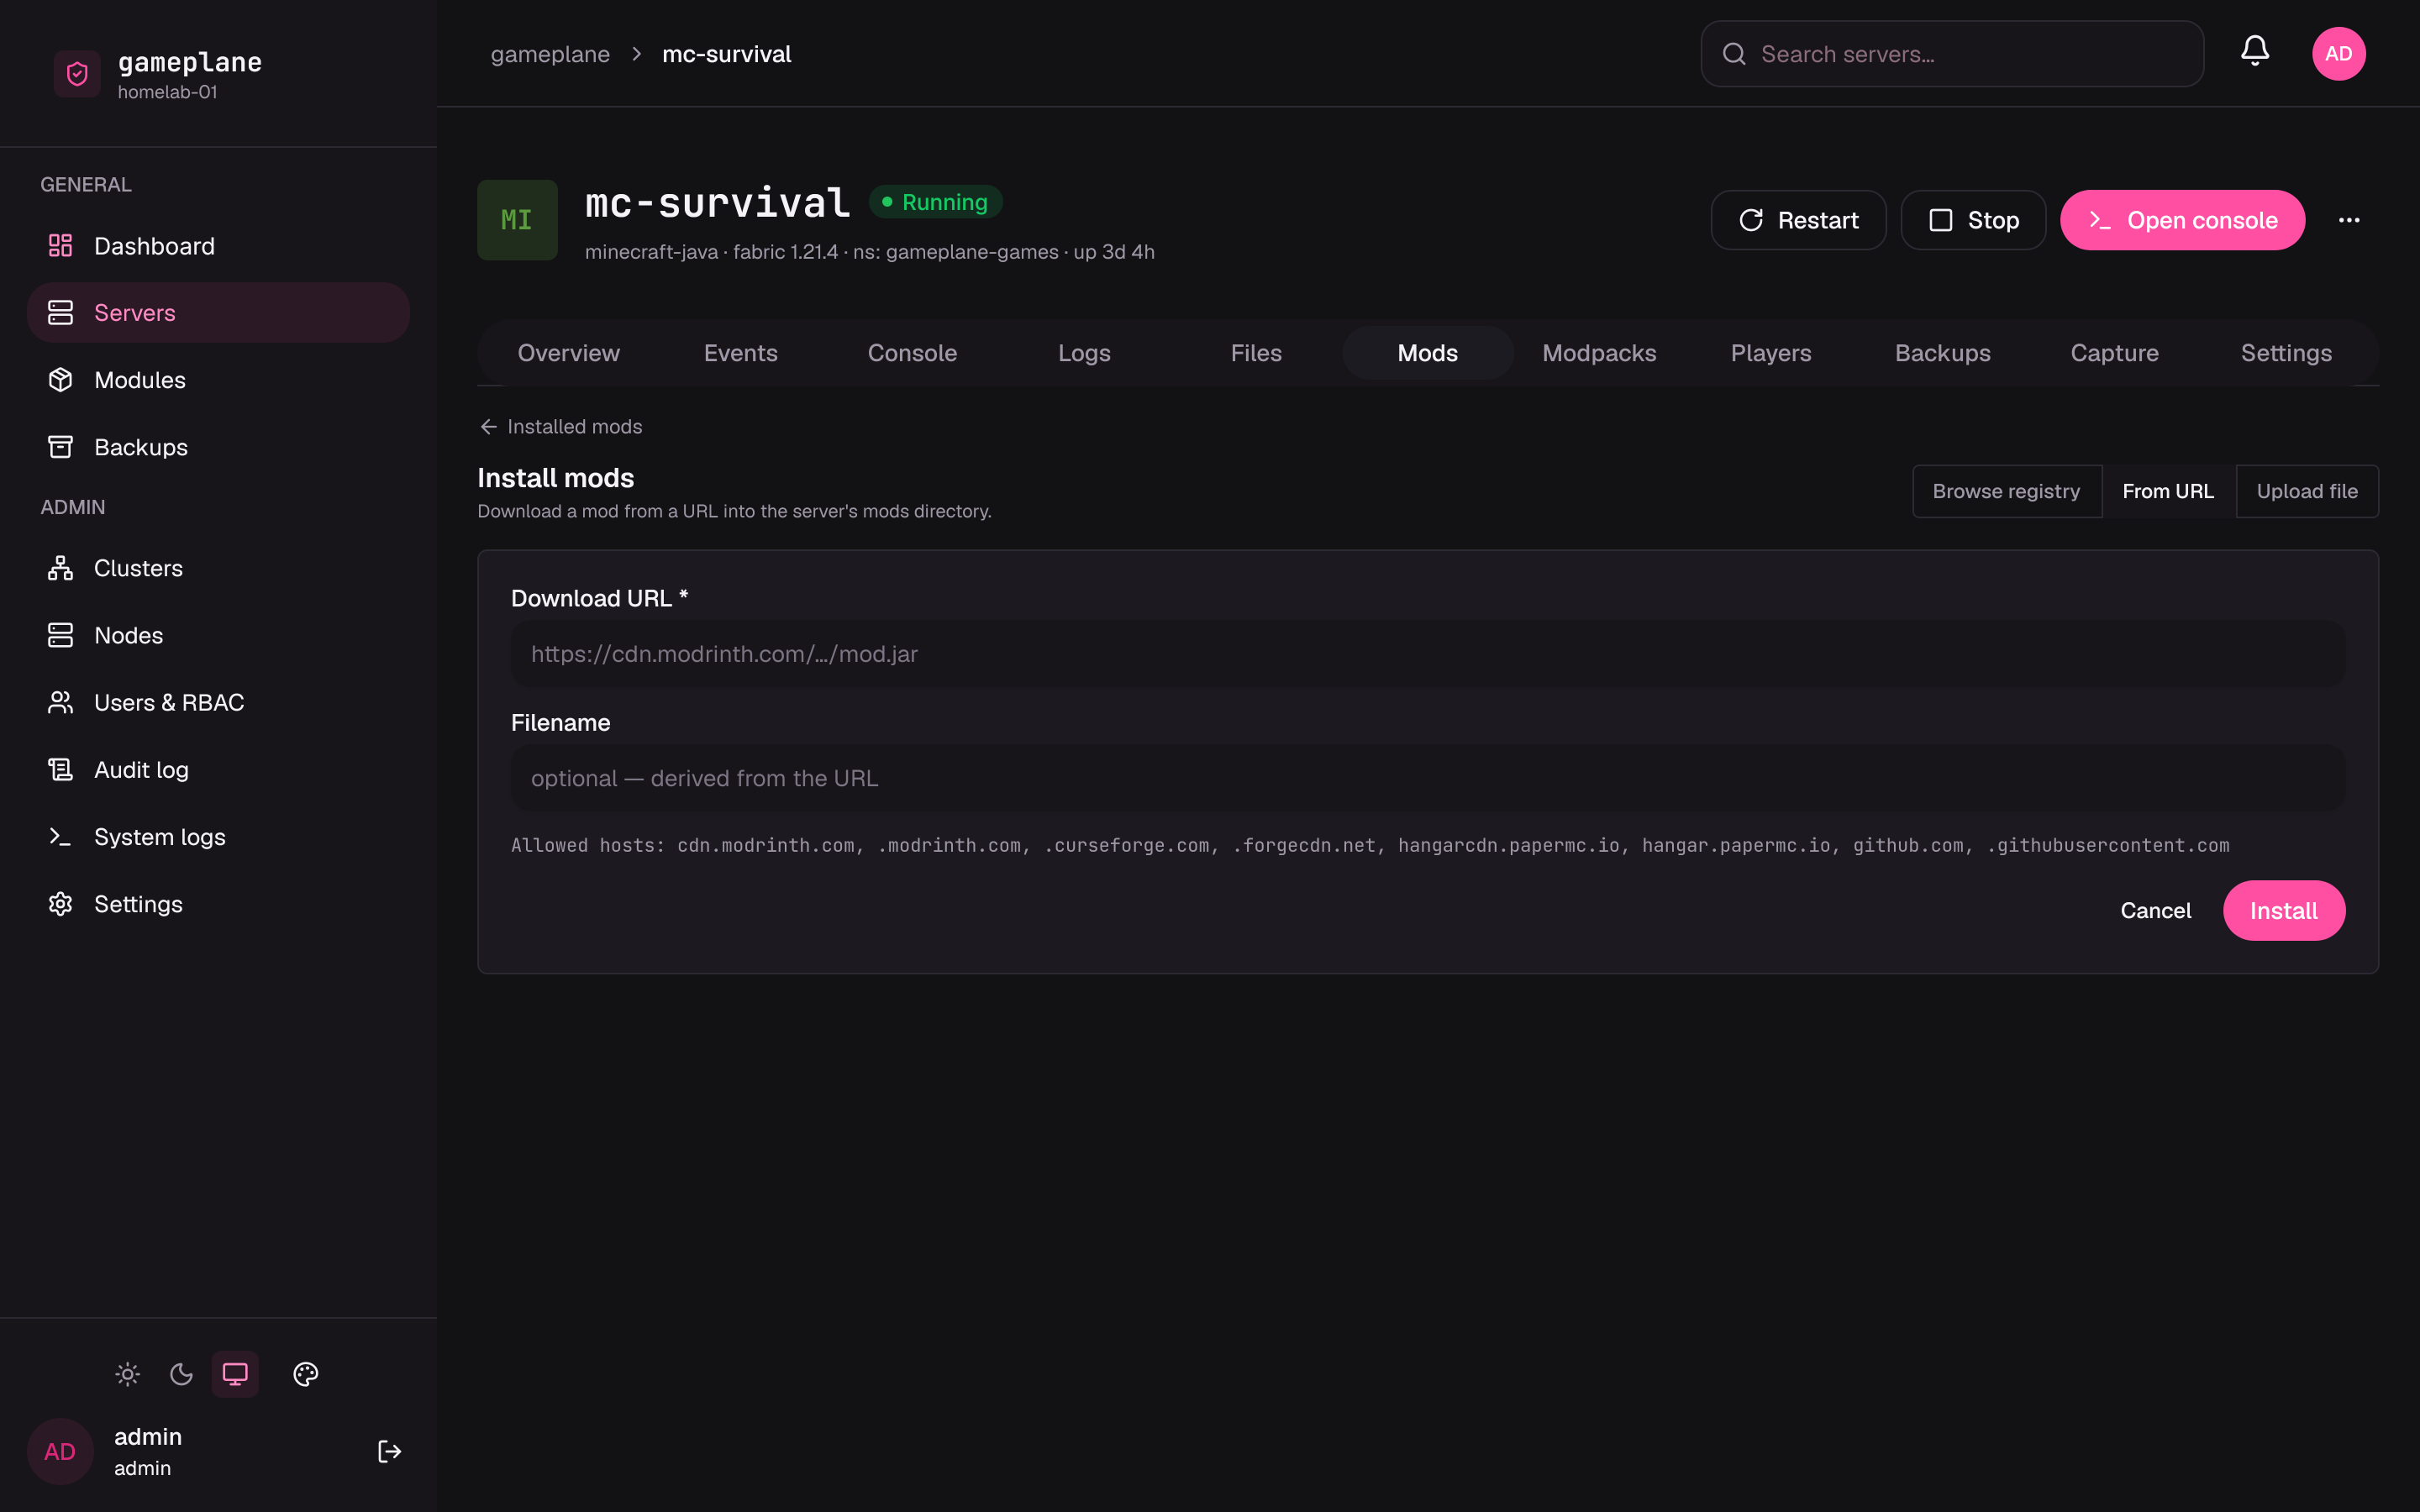 gameplane
homelab-01
GENERAL
Dashboard
Servers
Modules
Backups
ADMIN
Clusters
Nodes
Users & RBAC
Audit log
System logs
Settings
AD
admin
admin
gameplane > mc-survival
Search servers...
AD
MI
mc-survival
Running
minecraft-java · fabric 1.21.4 · ns: gameplane-games · up 3d 4h
Restart
Stop
Open console
Overview
Events
Console
Logs
Files
Mods
Modpacks
Players
Backups
Capture
Settings
Installed mods
Install mods
Download a mod from a URL into the server's mods directory.
Browse registry
From URL
Upload file
Download URL *
https://cdn.modrinth.com/…/mod.jar
Filename
optional — derived from the URL
Allowed hosts: cdn.modrinth.com, .modrinth.com, .curseforge.com, .forgecdn.net, hangarcdn.papermc.io, hangar.papermc.io, github.com, .githubusercontent.com
Cancel
Install